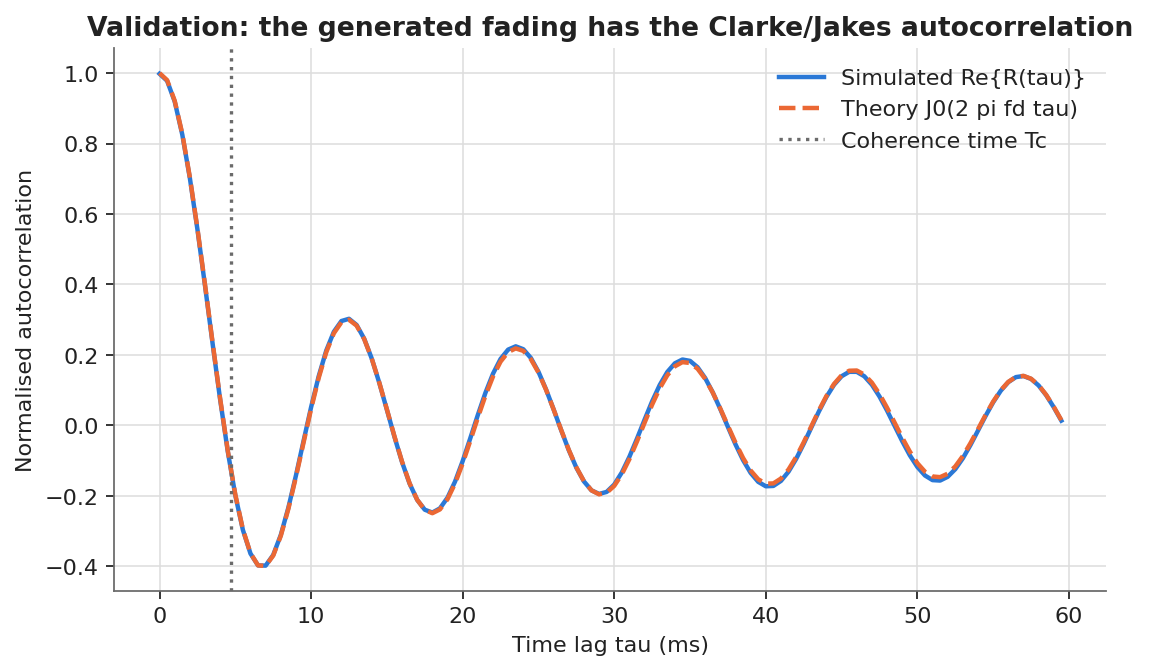 Validation: the generated fading has the Clarke/Jakes autocorrelation
Simulated Re{R(tau)}
Theory J0(2 pi fd tau)
Coherence time Tc
Normalised autocorrelation
1.0
0.8
0.6
0.4
0.2
0.0
−0.2
−0.4
0 10 20 30 40 50 60
Time lag tau (ms)